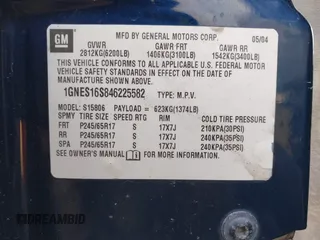 GM
MFD BY GENERAL MOTORS CORP. 05/04
GVWR GAWR FRT GAWR RR
2812KG(6200LB) 1406KG(3100LB) 1542KG(3400LB)
THIS VEHICLE CONFORMS TO ALL APPLICABLE U.S. FEDERAL MOTOR
VEHICLE SAFETY STANDARDS IN EFFECT ON THE DATE OF
MANUFACTURE SHOWN ABOVE.
1GNES16S846225582 TYPE: M.P.V.
MODEL: S15806 PAYLOAD = 623KG(1374LB)
SPMY TIRE SIZE SPEED RTG RIM COLD TIRE PRESSURE
FRT P245/65R17 S 17X7J 210KPA(30PSI)
RR P245/65R17 S 17X7J 240KPA(35PSI)
SPA P245/65R17 S 17X7J 240KPA(35PSI)
SEE OWNER'S MANUAL FOR MORE INFORMATION.
DREAMBID